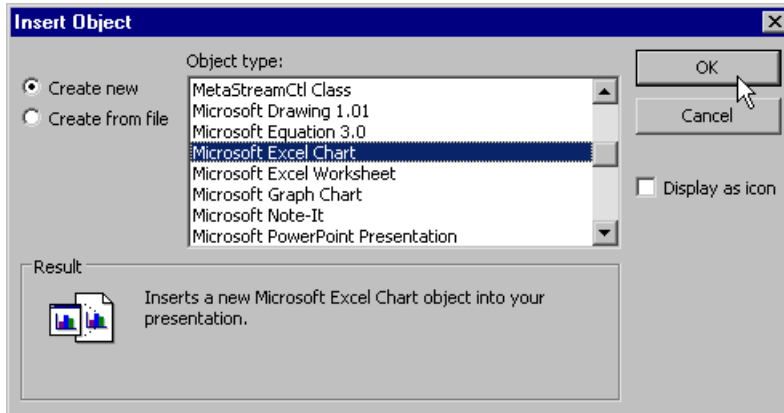 Insert Object
Create new
Create from file
Object type:
MetaStreamCtl Class
Microsoft Drawing 1.01
Microsoft Equation 3.0
Microsoft Excel Chart
Microsoft Excel Worksheet
Microsoft Graph Chart
Microsoft Note-It
Microsoft PowerPoint Presentation
OK
Cancel
Display as icon
Result
Inserts a new Microsoft Excel Chart object into your
presentation.